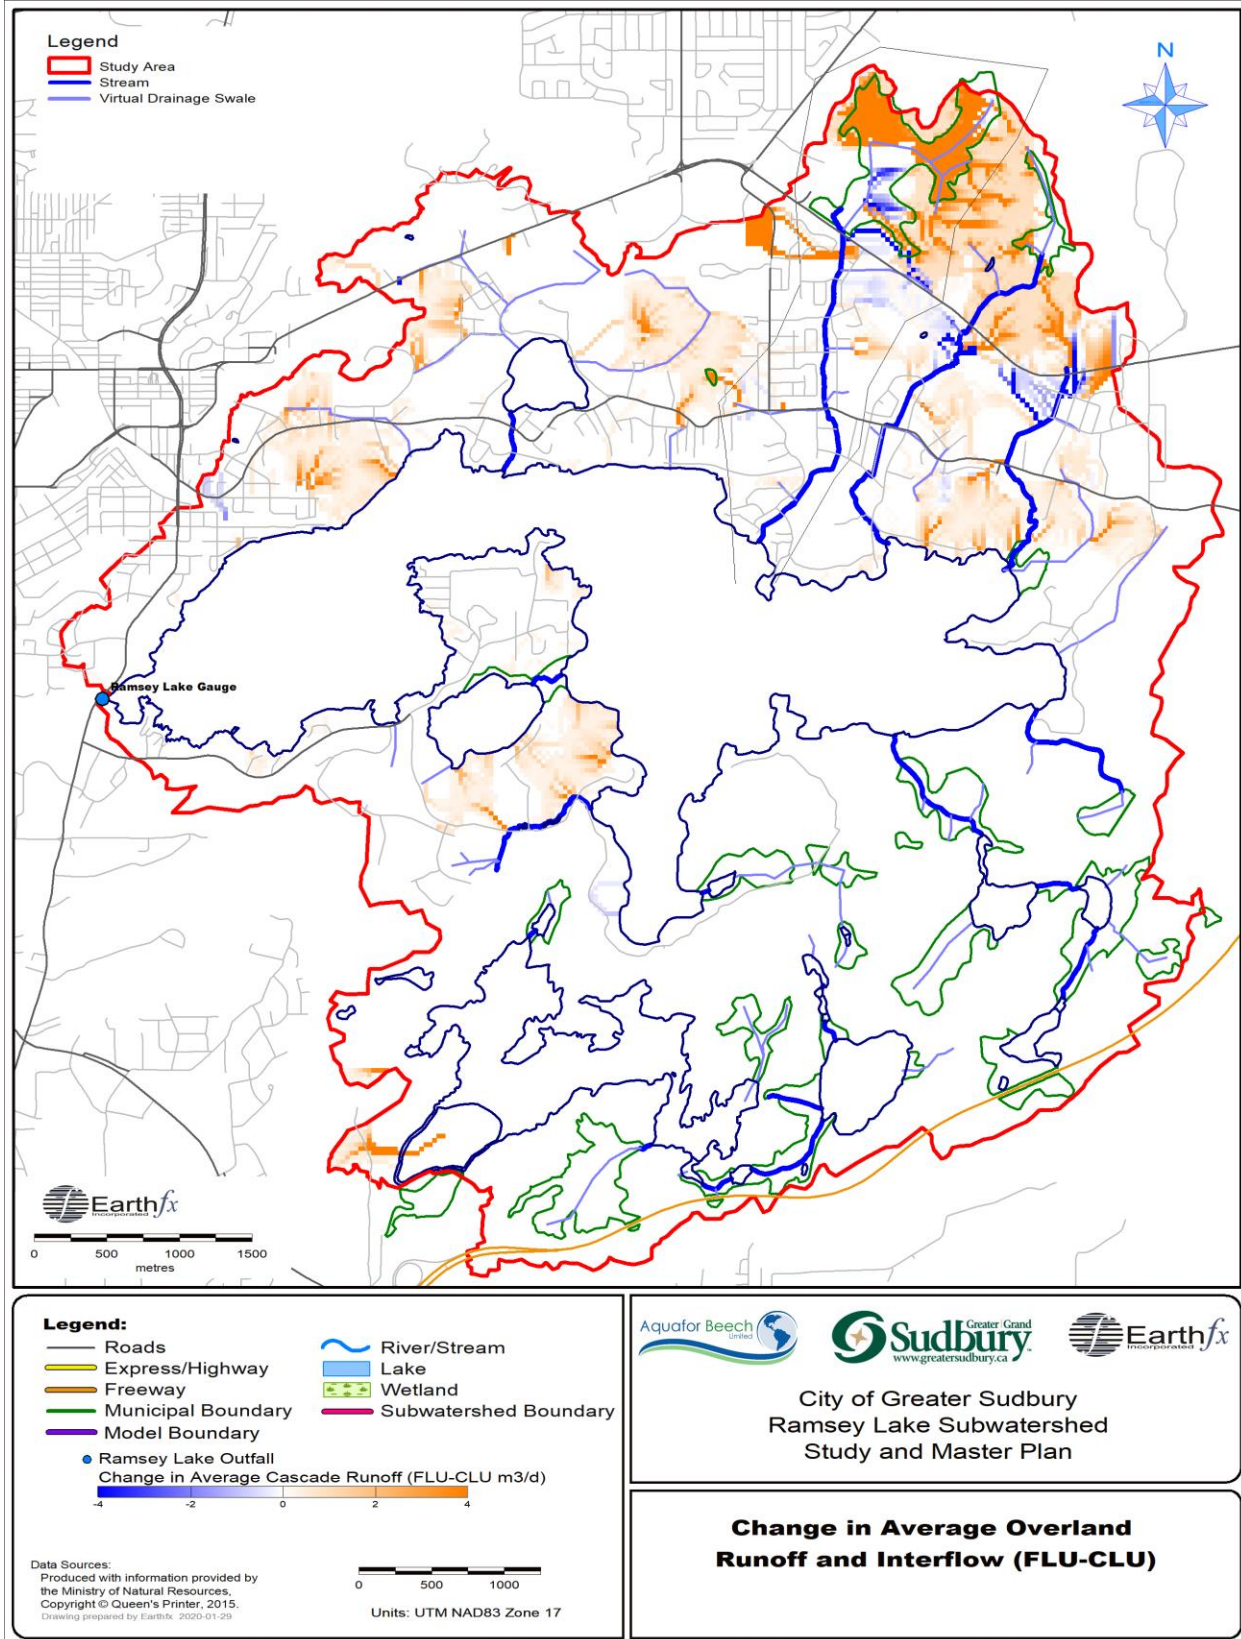 Legend
Study Area
Stream
Virtual Drainage Swale
N
Ramsey Lake Gauge
Earthfx
Incorporated
0 500 1000 1500
metres
Legend:
Roads
Express/Highway
Freeway
Municipal Boundary
Model Boundary
River/Stream
Lake
Wetland
Subwatershed Boundary
Ramsey Lake Outfall
Change in Average Cascade Runoff (FLU-CLU m3/d)
-4 -2 0 2 4
Data Sources:
Produced with information provided by
the Ministry of Natural Resources,
Copyright © Queen's Printer, 2015.
Drawing prepared by Earthfx 2020-01-29
0 500 1000
Units: UTM NAD83 Zone 17
Aquafor Beech
Limited
Greater Grand
Sudbury
www.greatersudbury.ca
Earthfx
Incorporated
City of Greater Sudbury
Ramsey Lake Subwatershed
Study and Master Plan
Change in Average Overland
Runoff and Interflow (FLU-CLU)